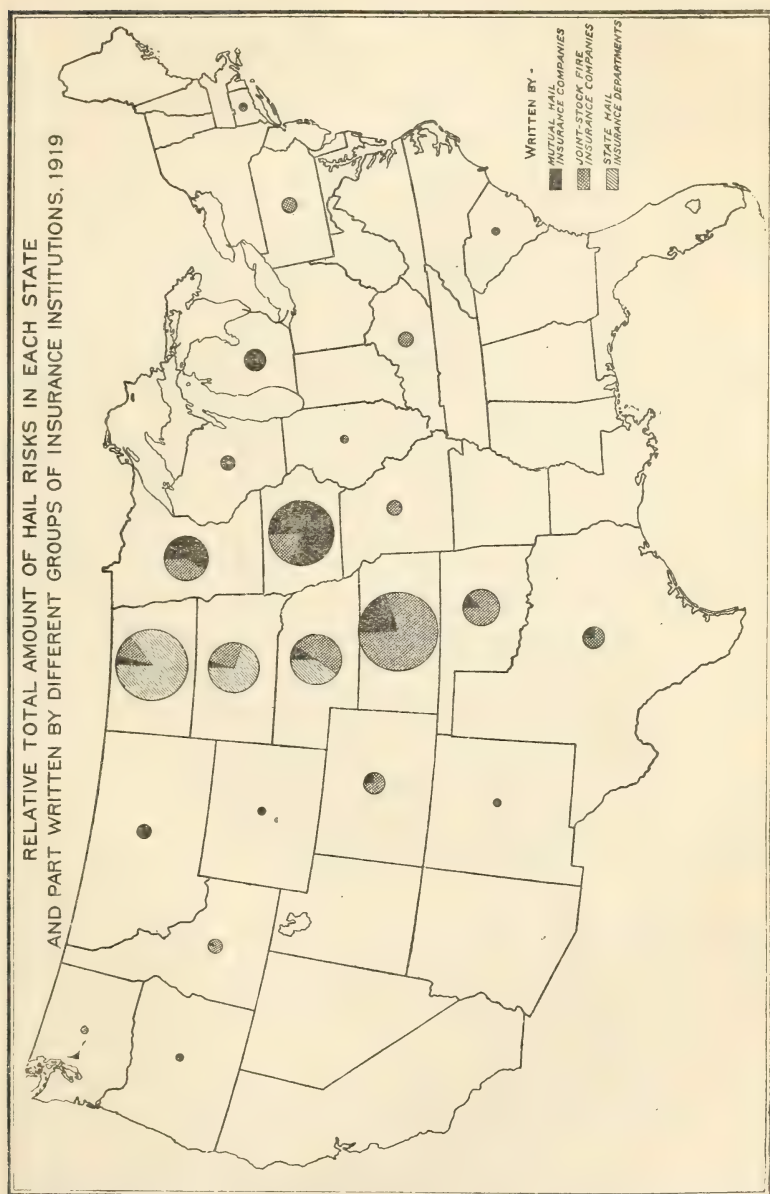 RELATIVE TOTAL AMOUNT OF HAIL RISKS IN EACH STATE
AND PART WRITTEN BY DIFFERENT GROUPS OF INSURANCE INSTITUTIONS, 1919
WRITTEN BY -
MUTUAL HAIL
INSURANCE COMPANIES
JOINT-STOCK FIRE
INSURANCE COMPANIES
STATE HAIL
INSURANCE DEPARTMENTS